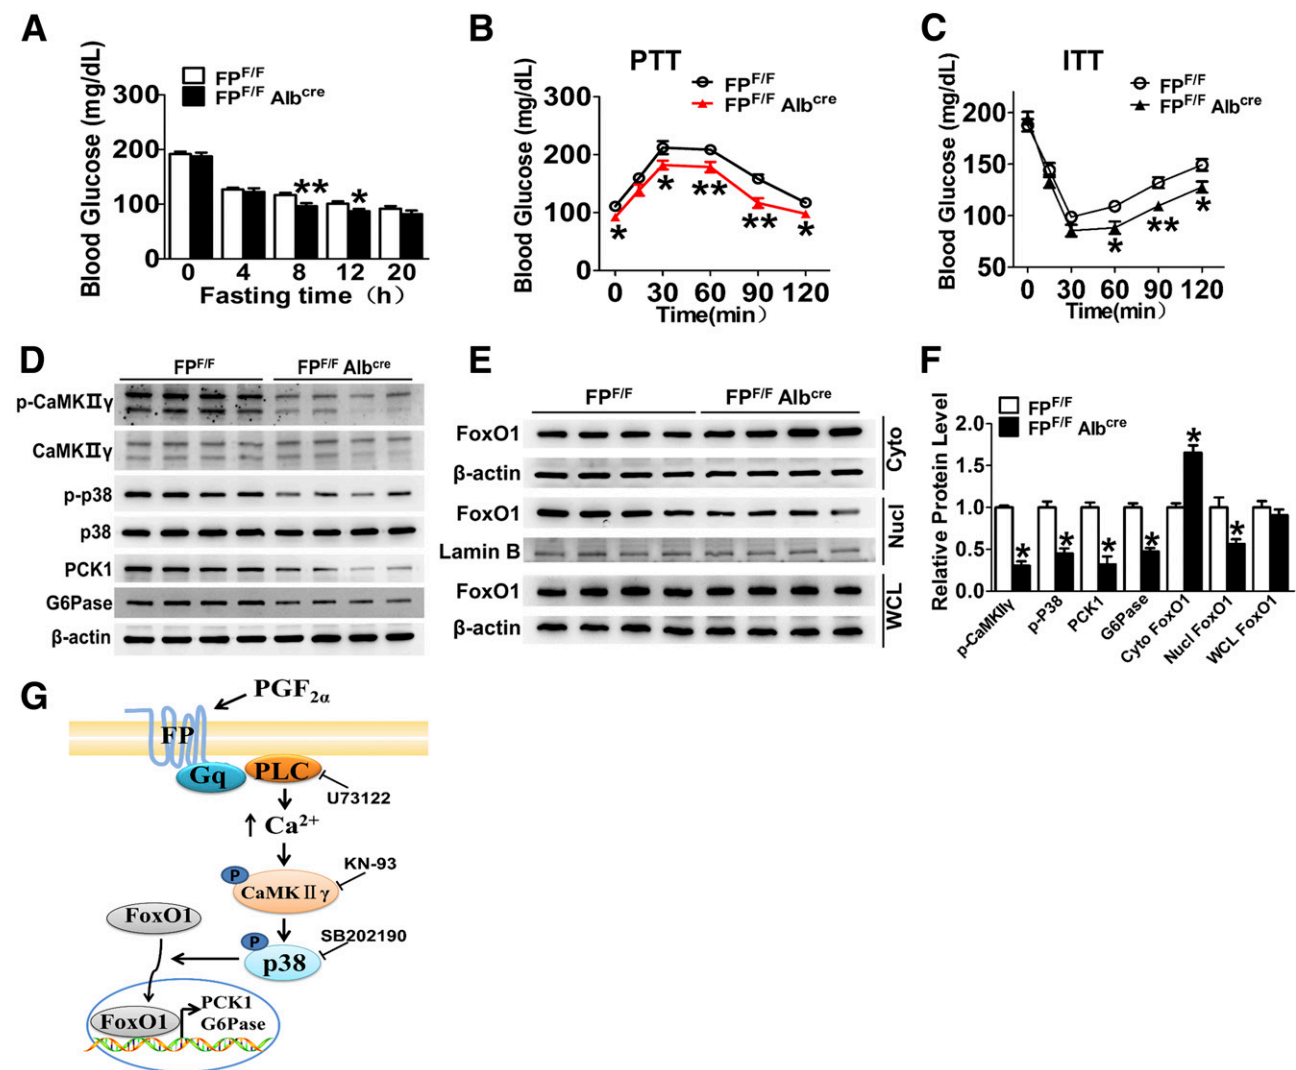 A
Blood Glucose (mg/dL)
FP^F/F
FP^F/F Alb^cre
300
200
100
0
** *
0 4 8 12 20
Fasting time (h)
B
PTT
Blood Glucose (mg/dL)
FP^F/F
FP^F/F Alb^cre
300
200
100
0
* * ** ** *
0 30 60 90 120
Time(min)
C
ITT
Blood Glucose (mg/dL)
FP^F/F
FP^F/F Alb^cre
200
150
100
50
* ** *
0 30 60 90 120
Time(min)
D
FP^F/F FP^F/F Alb^cre
p-CaMKⅡγ
CaMKⅡγ
p-p38
p38
PCK1
G6Pase
β-actin
E
FP^F/F FP^F/F Alb^cre
FoxO1
β-actin
Cyto
FoxO1
Lamin B
Nucl
FoxO1
β-actin
WCL
F
Relative Protein Level
FP^F/F
FP^F/F Alb^cre
2.0
1.5
1.0
0.5
0.0
* * * * * *
p-CaMKIIγ
p-P38
PCK1
G6Pase
Cyto FoxO1
Nucl FoxO1
WCL FoxO1
G
PGF2α
FP
Gq PLC
U73122
↑ Ca2+
KN-93
P
CaMKⅡγ
FoxO1
SB202190
P
p38
PCK1
FoxO1 G6Pase